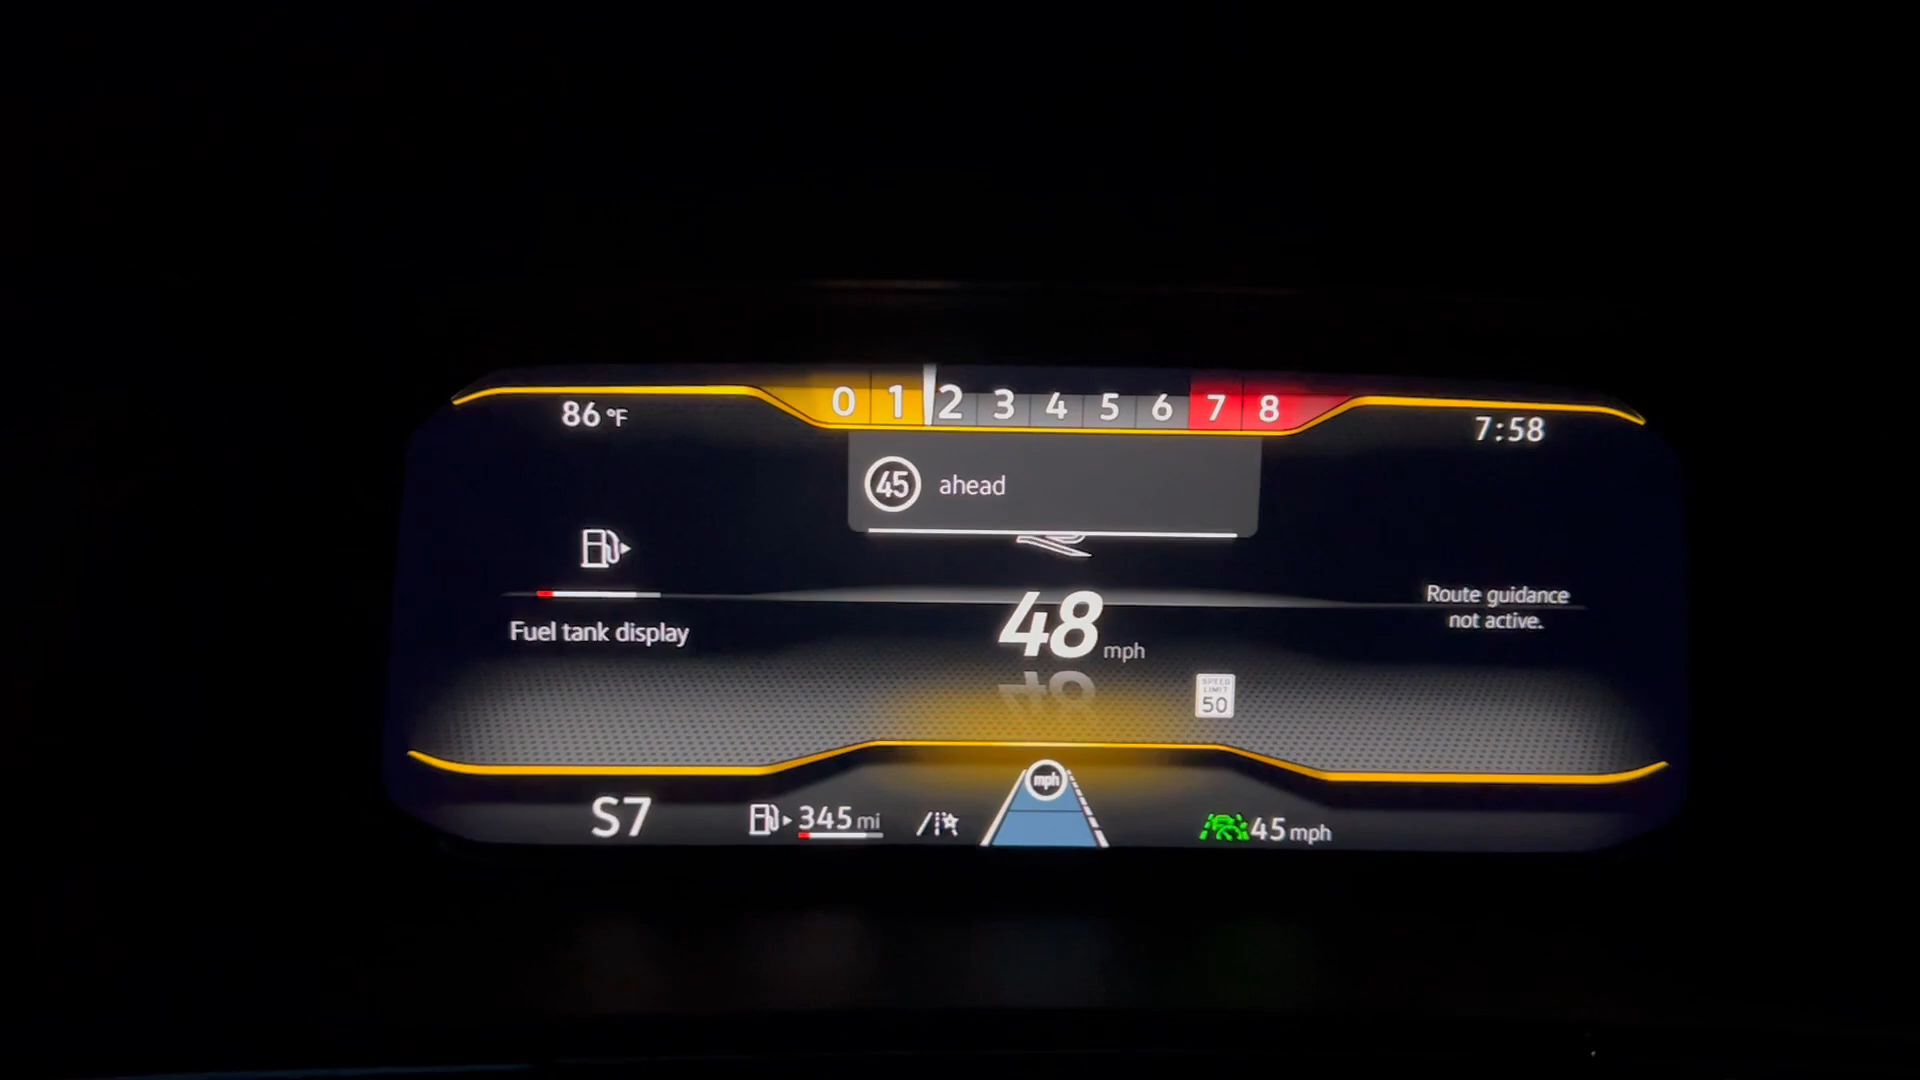 0 1 2 3 4 5 6 7 8
86 °F
7:58
45 ahead
Fuel tank display
48 mph
Route guidance
not active.
SPEED
LIMIT
50
mph
S7
345 mi
45 mph